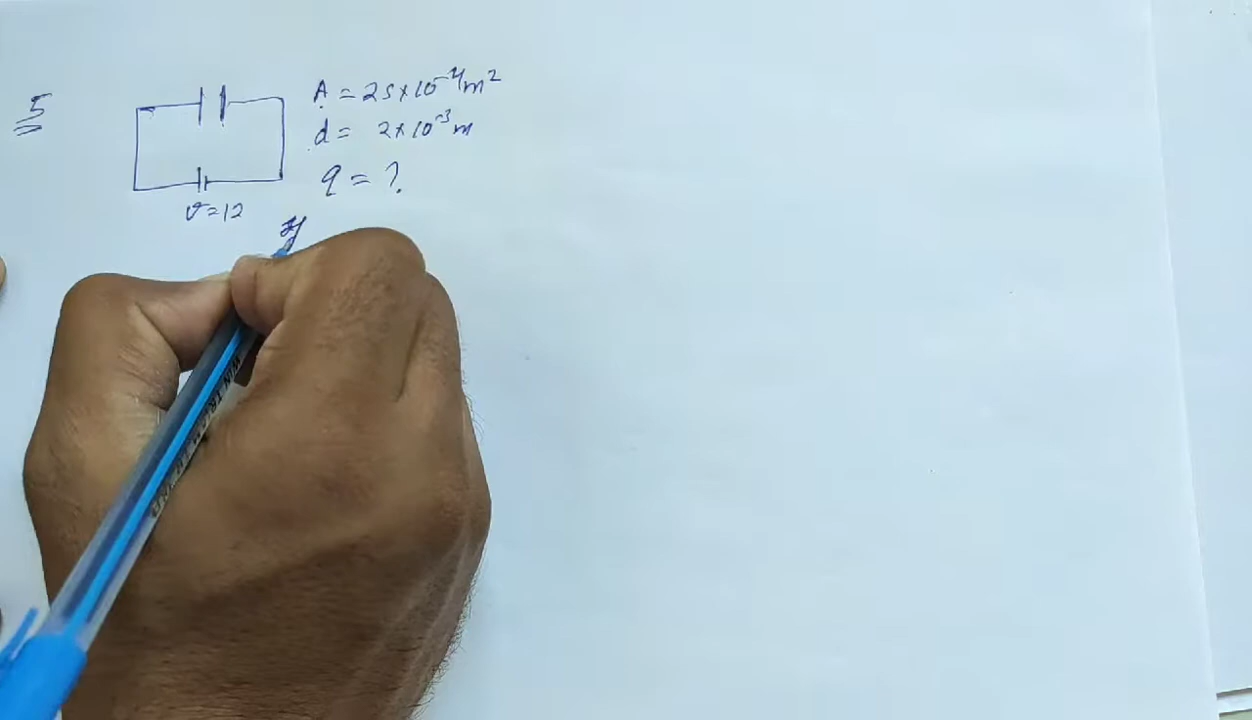 5
A = 25×10⁻⁴m²
d = 2×10⁻³m
q = ?
v=12